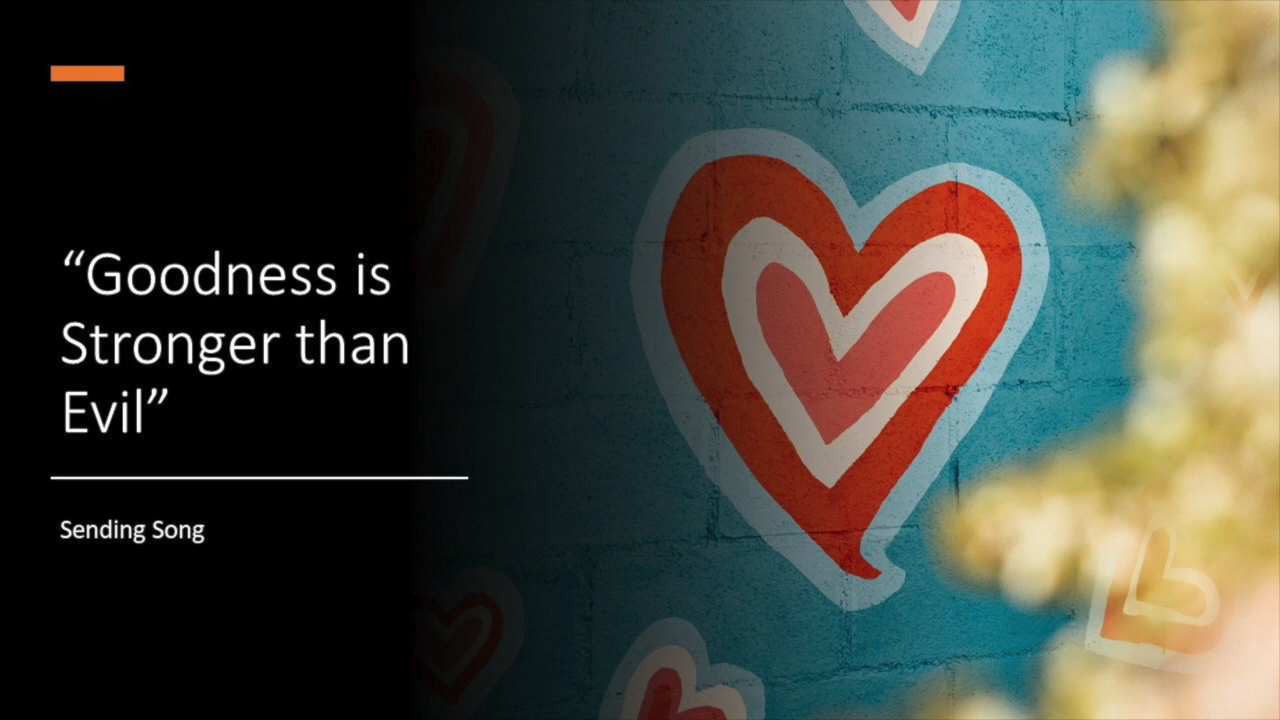 “Goodness is
Stronger than
Evil”
Sending Song